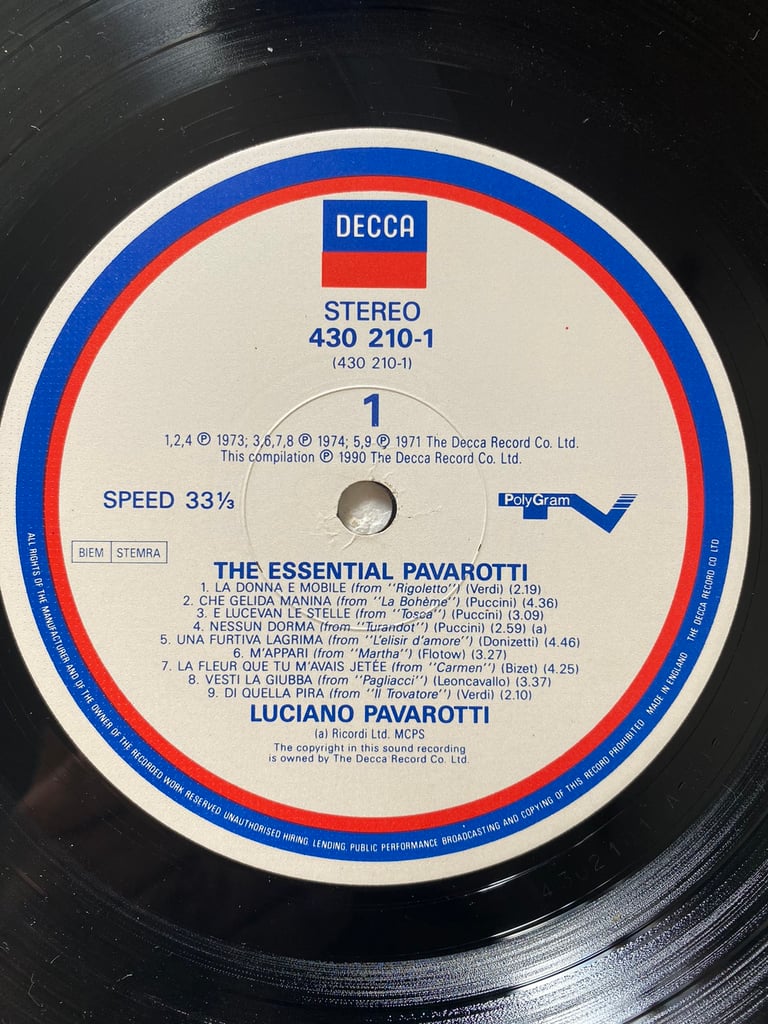 DECCA
STEREO
430 210-1
(430 210-1)
1
1,2,4 ℗ 1973; 3,6,7,8 ℗ 1974; 5,9 ℗ 1971 The Decca Record Co. Ltd.
This compilation ℗ 1990 The Decca Record Co. Ltd.
SPEED 33⅓
PolyGram TV
BIEM STEMRA
THE ESSENTIAL PAVAROTTI
1. LA DONNA E MOBILE (from "Rigoletto") (Verdi) (2.19)
2. CHE GELIDA MANINA (from "La Bohème") (Puccini) (4.36)
3. E LUCEVAN LE STELLE (from "Tosca") (Puccini) (3.09)
4. NESSUN DORMA (from "Turandot") (Puccini) (2.59) (a)
5. UNA FURTIVA LAGRIMA (from "L'elisir d'amore") (Donizetti) (4.46)
6. M'APPARI (from "Martha") (Flotow) (3.27)
7. LA FLEUR QUE TU M'AVAIS JETÉE (from "Carmen") (Bizet) (4.25)
8. VESTI LA GIUBBA (from "Pagliacci") (Leoncavallo) (3.37)
9. DI QUELLA PIRA (from "Il Trovatore") (Verdi) (2.10)
LUCIANO PAVAROTTI
(a) Ricordi Ltd. MCPS
The copyright in this sound recording
is owned by The Decca Record Co. Ltd.
ALL RIGHTS OF THE MANUFACTURER AND OF THE OWNER OF THE RECORDED WORK RESERVED UNAUTHORISED HIRING, LENDING, PUBLIC PERFORMANCE BROADCASTING AND COPYING OF THIS RECORD PROHIBITED MADE IN ENGLAND THE DECCA RECORD CO LTD